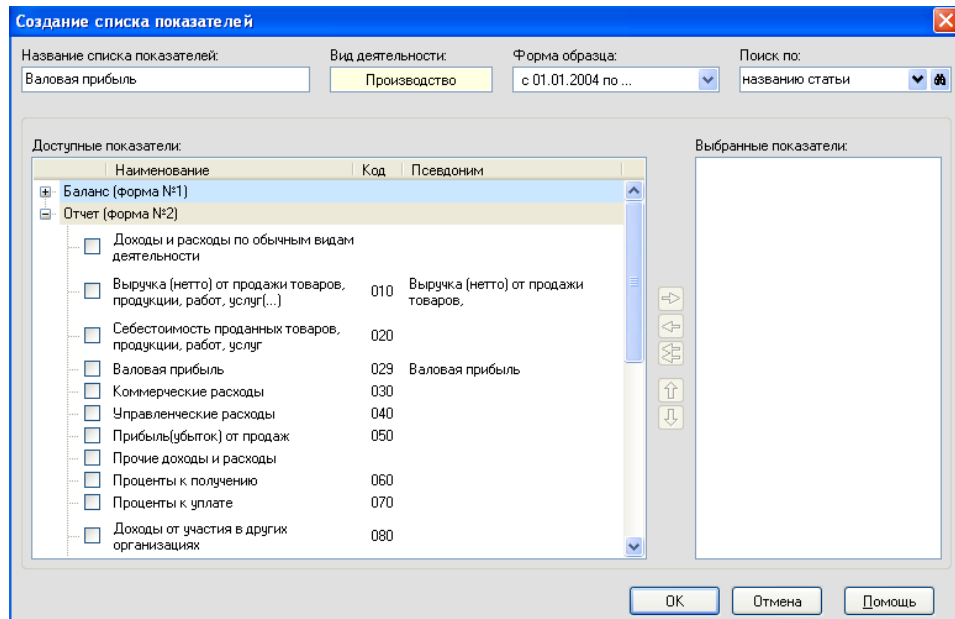 Создание списка показателей
Название списка показателей: Вид деятельности: Форма образца: Поиск по:
Валовая прибыль Производство с 01.01.2004 по ... названию статьи
Доступные показатели: Выбранные показатели:
Наименование Код Псевдоним
Баланс (форма №1)
Отчет (форма №2)
Доходы и расходы по обычным видам
деятельности
Выручка (нетто) от продажи товаров,
продукции, работ, услуг(...) 010 Выручка (нетто) от продажи
товаров,
Себестоимость проданных товаров,
продукции, работ, услуг 020
Валовая прибыль 029 Валовая прибыль
Коммерческие расходы 030
Управленческие расходы 040
Прибыль(убыток) от продаж 050
Прочие доходы и расходы
Проценты к получению 060
Проценты к уплате 070
Доходы от участия в других
организациях 080
OK Отмена Помощь